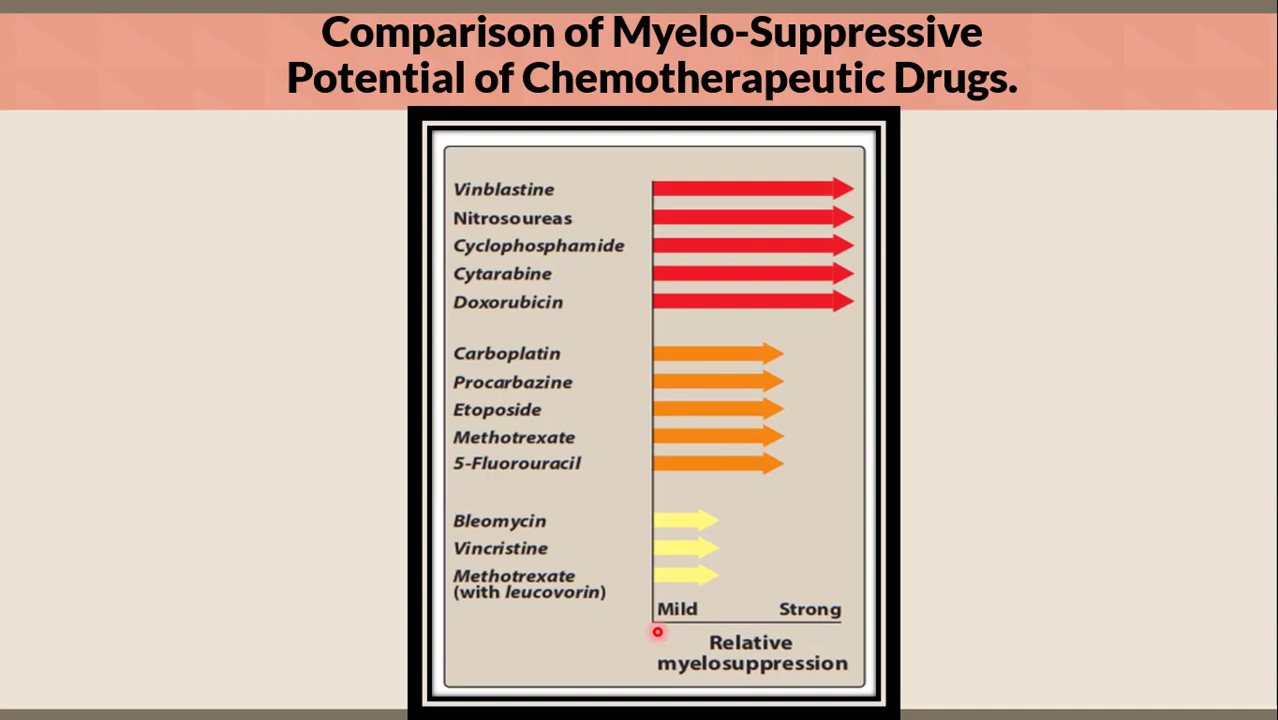 Comparison of Myelo-Suppressive
Potential of Chemotherapeutic Drugs.
Vinblastine
Nitrosoureas
Cyclophosphamide
Cytarabine
Doxorubicin
Carboplatin
Procarbazine
Etoposide
Methotrexate
5-Fluorouracil
Bleomycin
Vincristine
Methotrexate
(with leucovorin)
Mild Strong
Relative
myelosuppression